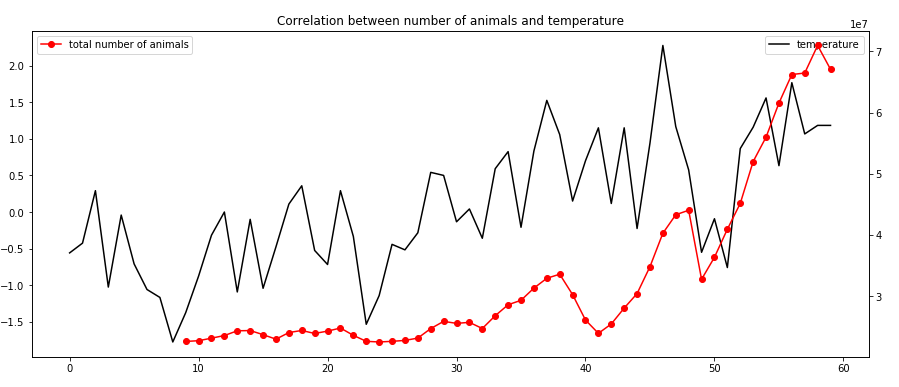 Correlation between number of animals and temperature
1e7
total number of animals
temperature
2.0
1.5
1.0
0.5
0.0
−0.5
−1.0
−1.5
7
6
5
4
3
0 10 20 30 40 50 60